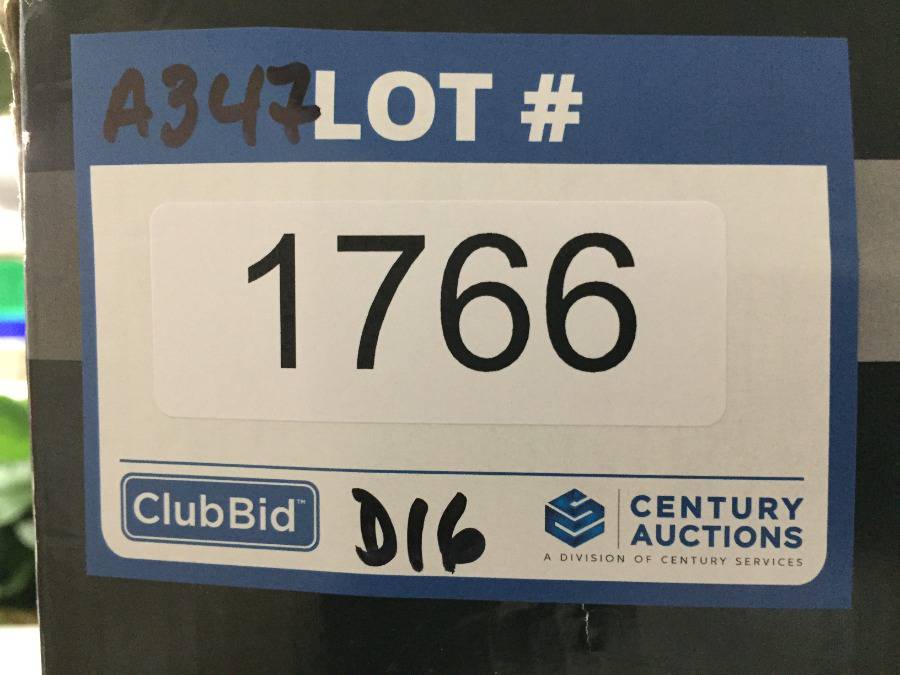 A347 LOT #
1766
ClubBid™ D16 CENTURY AUCTIONS
A DIVISION OF CENTURY SERVICES